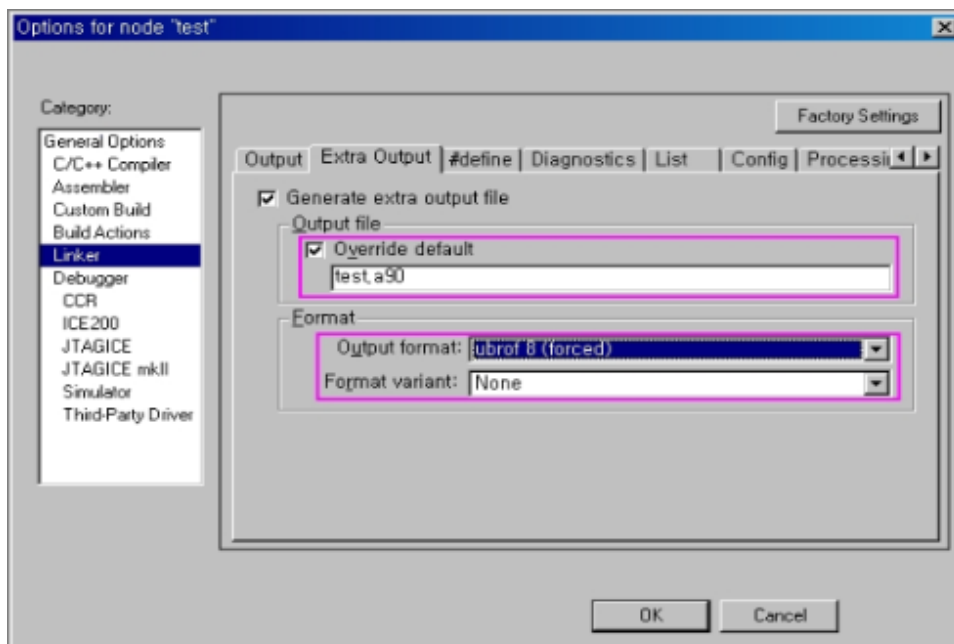 Options for node "test"
Category:
General Options
C/C++ Compiler
Assembler
Custom Build
Build Actions
Linker
Debugger
CCR
ICE200
JTAGICE
JTAGICE mkII
Simulator
Third-Party Driver
Factory Settings
Output Extra Output #define Diagnostics List Config Processin
Generate extra output file
Output file
Override default
test.a90
Format
Output format: ubrof 8 (forced)
Format variant: None
OK Cancel